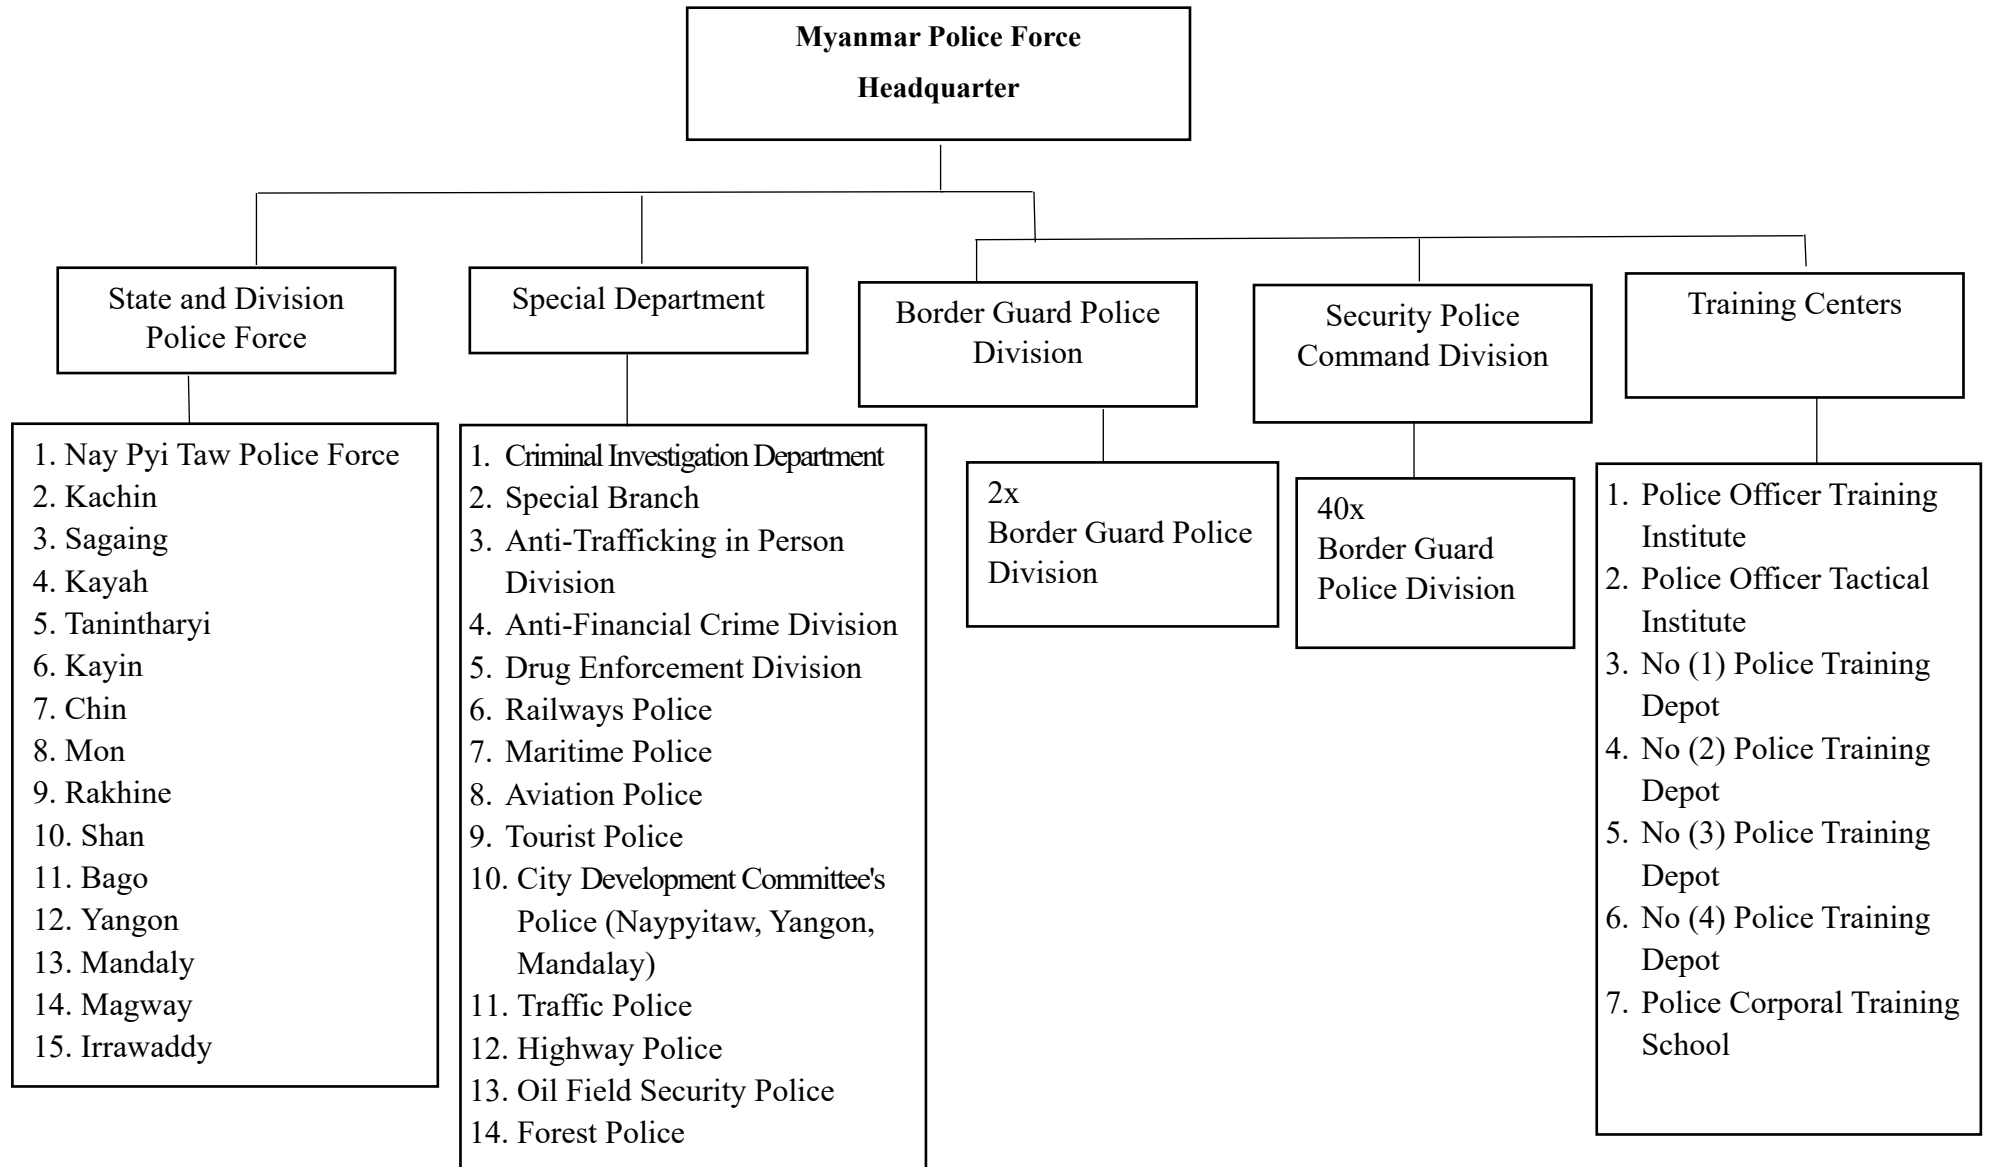 Myanmar Police Force
Headquarter
State and Division
Police Force
Special Department
Border Guard Police
Division
Security Police
Command Division
Training Centers
1. Nay Pyi Taw Police Force
2. Kachin
3. Sagaing
4. Kayah
5. Tanintharyi
6. Kayin
7. Chin
8. Mon
9. Rakhine
10. Shan
11. Bago
12. Yangon
13. Mandaly
14. Magway
15. Irrawaddy
1. Criminal Investigation Department
2. Special Branch
3. Anti-Trafficking in Person
Division
4. Anti-Financial Crime Division
5. Drug Enforcement Division
6. Railways Police
7. Maritime Police
8. Aviation Police
9. Tourist Police
10. City Development Committee's
Police (Naypyitaw, Yangon,
Mandalay)
11. Traffic Police
12. Highway Police
13. Oil Field Security Police
14. Forest Police
2x
Border Guard Police
Division
40x
Border Guard
Police Division
1. Police Officer Training
Institute
2. Police Officer Tactical
Institute
3. No (1) Police Training
Depot
4. No (2) Police Training
Depot
5. No (3) Police Training
Depot
6. No (4) Police Training
Depot
7. Police Corporal Training
School